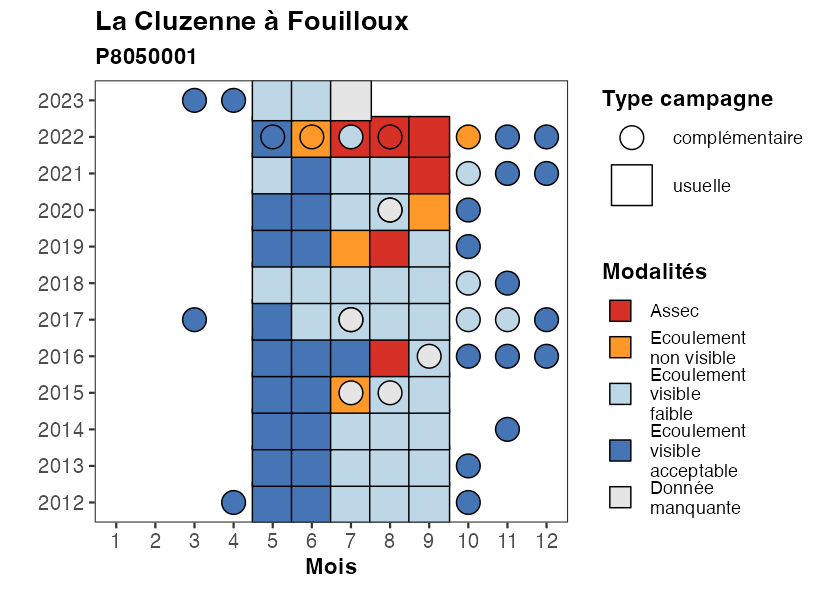 La Cluzenne à Fouilloux
P8050001
2023
2022
2021
2020
2019
2018
2017
2016
2015
2014
2013
2012
1 2 3 4 5 6 7 8 9 10 11 12
Mois
Type campagne
complémentaire
usuelle
Modalités
Assec
Ecoulement
non visible
Ecoulement
visible
faible
Ecoulement
visible
acceptable
Donnée
manquante